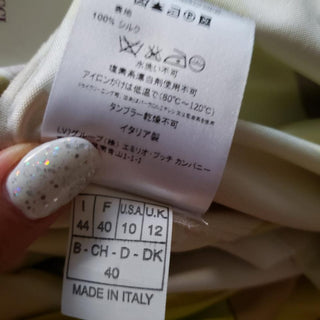 表地
100% シルク
水洗い不可
塩素系漂白剤使用不可
アイロンがけは低温で(80℃～120℃)
タンブラー乾燥不可
イタリア製
LVJグループ(株) エミリオ・プッチ カンパニー
I F U.S.A. U.K.
44 40 10 12
B - CH - D - DK
40
MADE IN ITALY